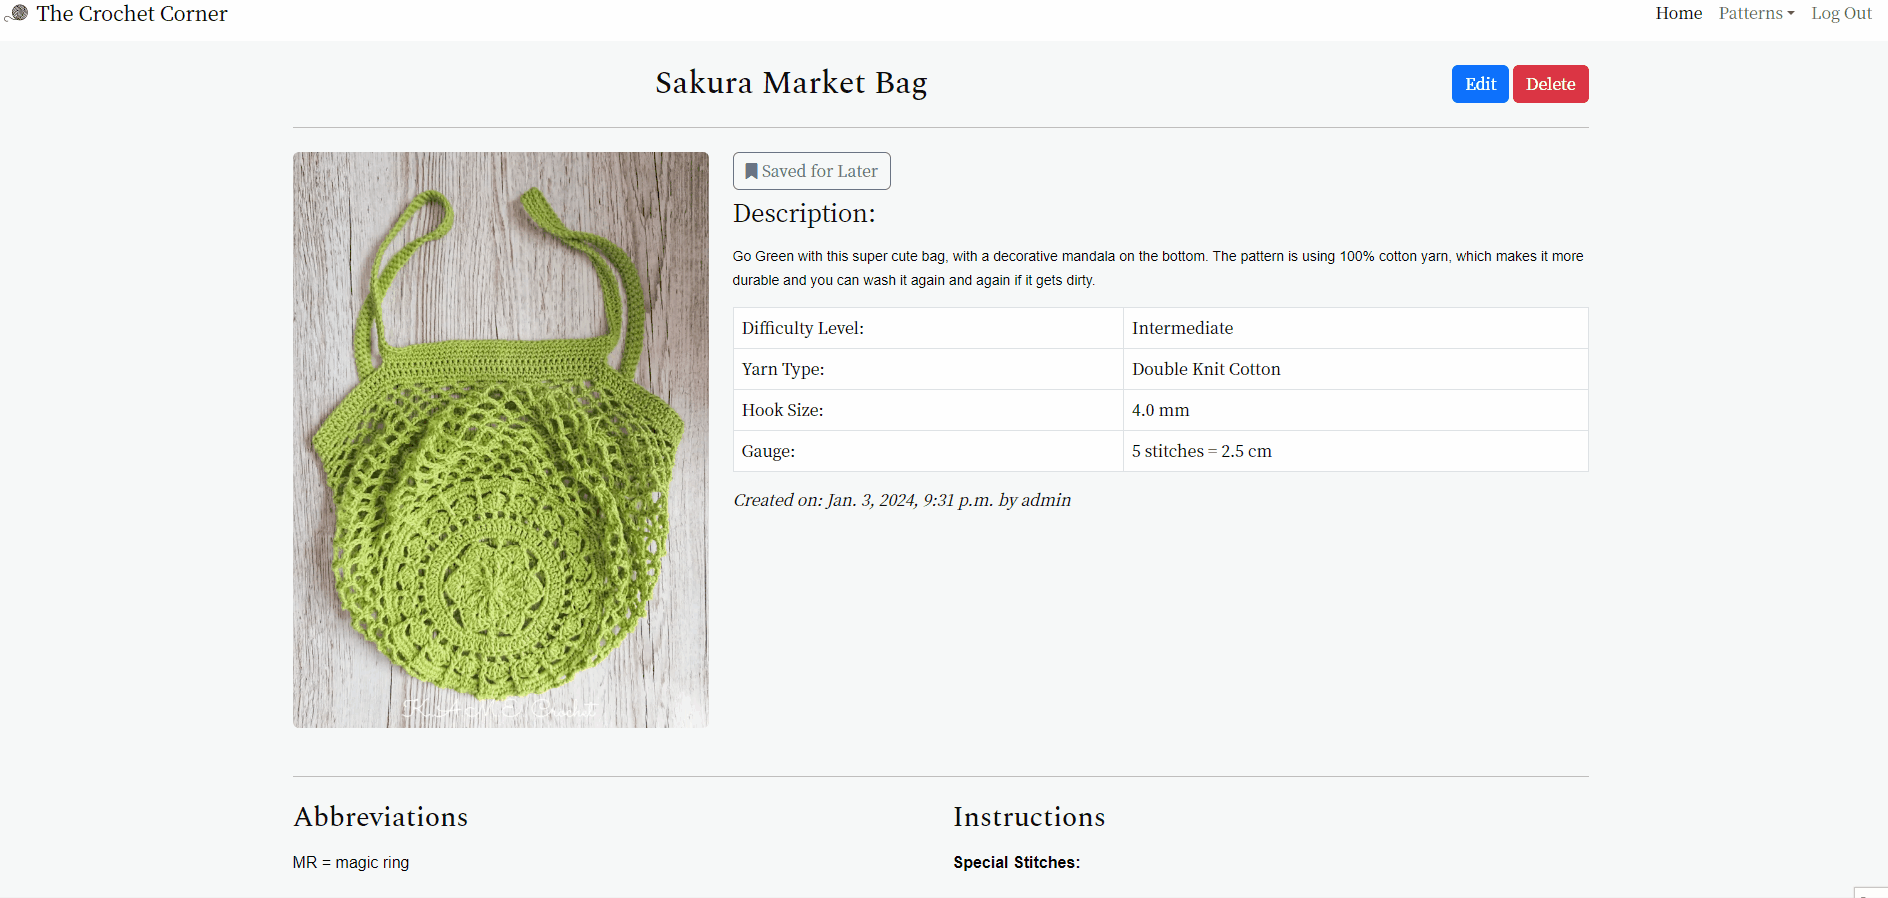 The Crochet Corner
Home Patterns Log Out
Sakura Market Bag
Edit Delete
Saved for Later
Description:
Go Green with this super cute bag, with a decorative mandala on the bottom. The pattern is using 100% cotton yarn, which makes it more
durable and you can wash it again and again if it gets dirty.
Difficulty Level: Intermediate
Yarn Type: Double Knit Cotton
Hook Size: 4.0 mm
Gauge: 5 stitches = 2.5 cm
Created on: Jan. 3, 2024, 9:31 p.m. by admin
Crochet
Abbreviations
Instructions
MR = magic ring
Special Stitches: